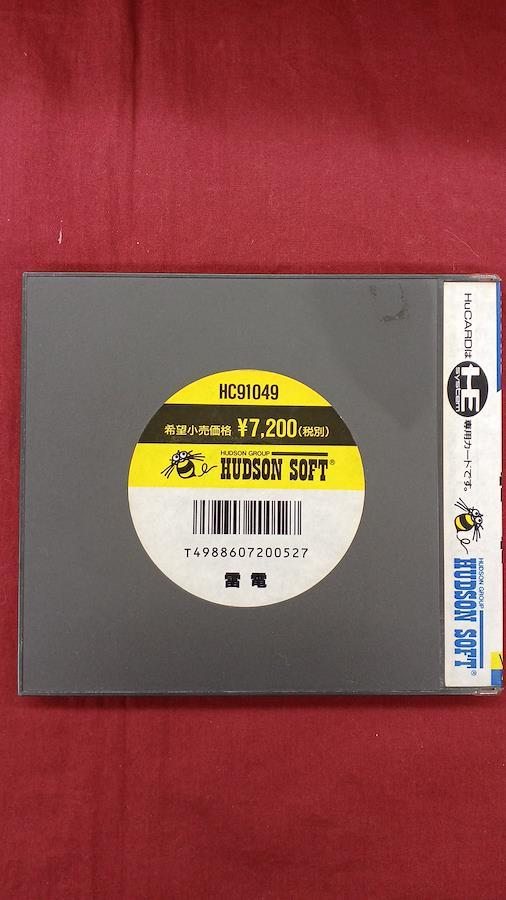 HC91049
希望小売価格 ¥7,200(税別)
HUDSON GROUP
HUDSON SOFT®
T4988607200527
雷電
HuCARDは
HE
system
専用カードです。
HUDSON GROUP
HUDSON SOFT®